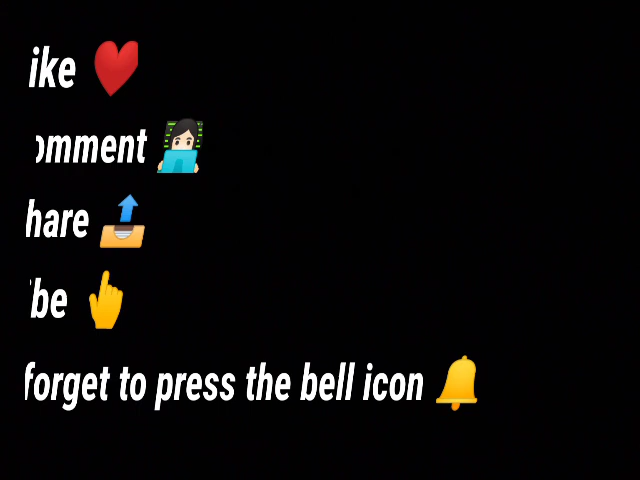 ike ❤️
omment 👩🏻‍💻
hare 📤
be 👆
forget to press the bell icon 🔔